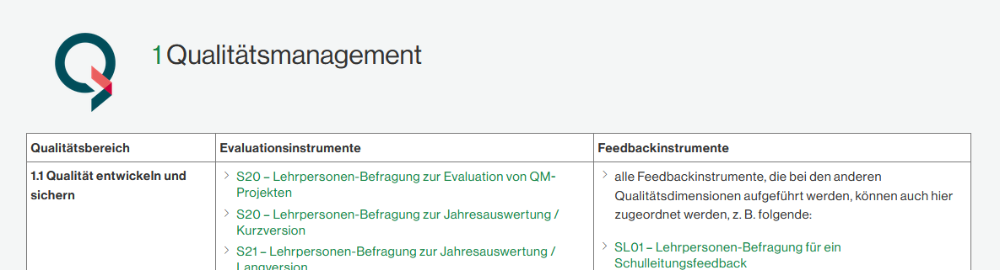 1 Qualitätsmanagement
Qualitätsbereich
Evaluationsinstrumente
Feedbackinstrumente
1.1 Qualität entwickeln und
sichern
S20 – Lehrpersonen-Befragung zur Evaluation von QM-
Projekten
S20 – Lehrpersonen-Befragung zur Jahresauswertung /
Kurzversion
S21 – Lehrpersonen-Befragung zur Jahresauswertung /
Langversion
alle Feedbackinstrumente, die bei den anderen
Qualitätsdimensionen aufgeführt werden, können auch hier
zugeordnet werden, z. B. folgende:
SL01 – Lehrpersonen-Befragung für ein
Schulleitungsfeedback